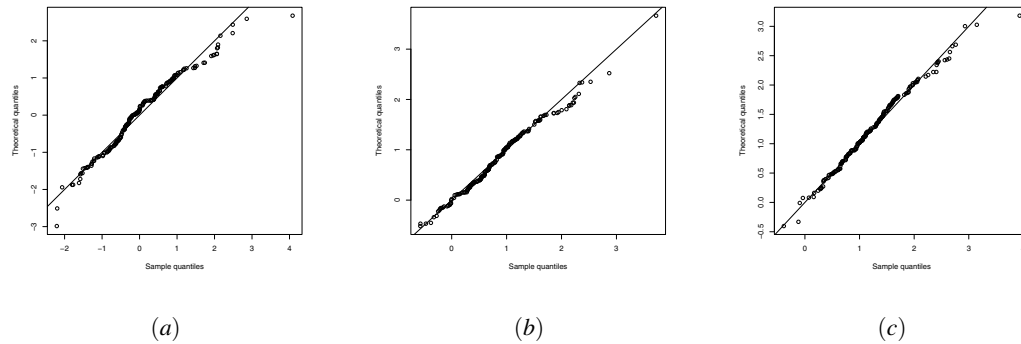 Theoretical quantiles
2
1
0
−1
−2
−3
−2 −1 0 1 2 3 4
Sample quantiles
(a)
Theoretical quantiles
3
2
1
0
0 1 2 3
Sample quantiles
(b)
Theoretical quantiles
3.0
2.5
2.0
1.5
1.0
0.5
0.0
−0.5
0 1 2 3
Sample quantiles
(c)